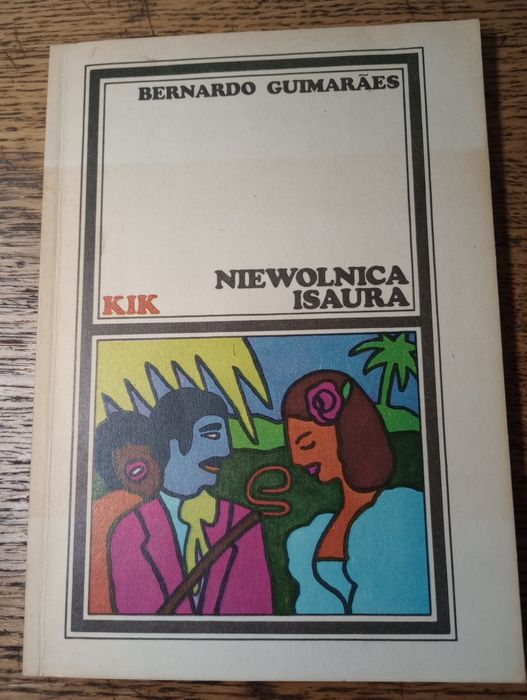 BERNARDO GUIMARÃES
NIEWOLNICA
ISAURA
KIK